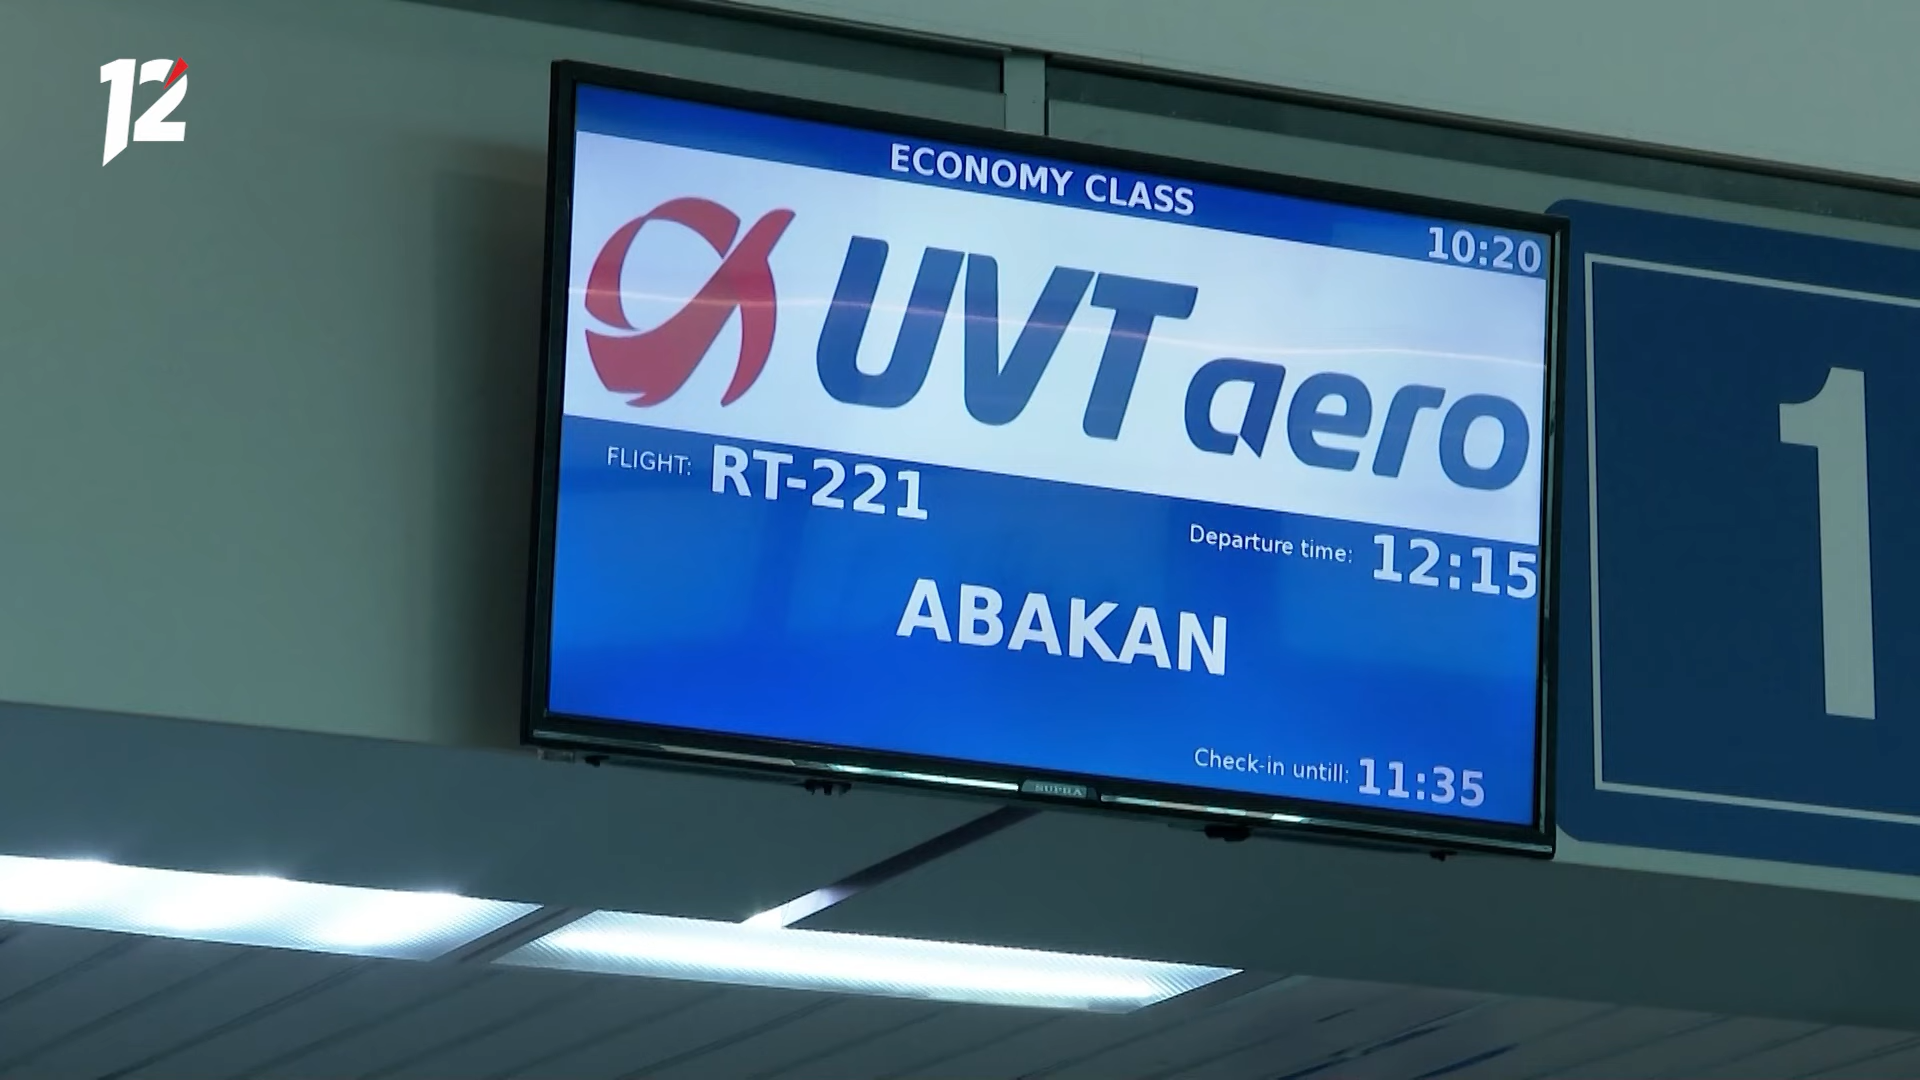 12
ECONOMY CLASS
10:20
UVT aero
FLIGHT: RT-221
Departure time: 12:15
ABAKAN
Check-in untill: 11:35
SUPRA
1